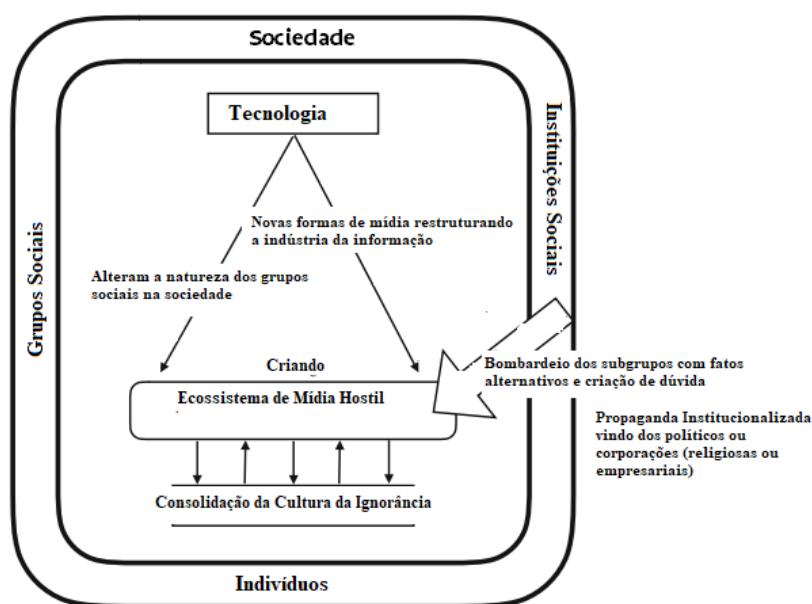 Sociedade
Tecnologia
Grupos Sociais
Instituições Sociais
Novas formas de mídia restruturando
a indústria da informação
Alteram a natureza dos grupos
sociais na sociedade
Criando
Ecossistema de Mídia Hostil
Bombardeio dos subgrupos com fatos
alternativos e criação de dúvida
Propaganda Institucionalizada
vindo dos políticos ou
corporações (religiosas ou
empresariais)
Consolidação da Cultura da Ignorância
Indivíduos